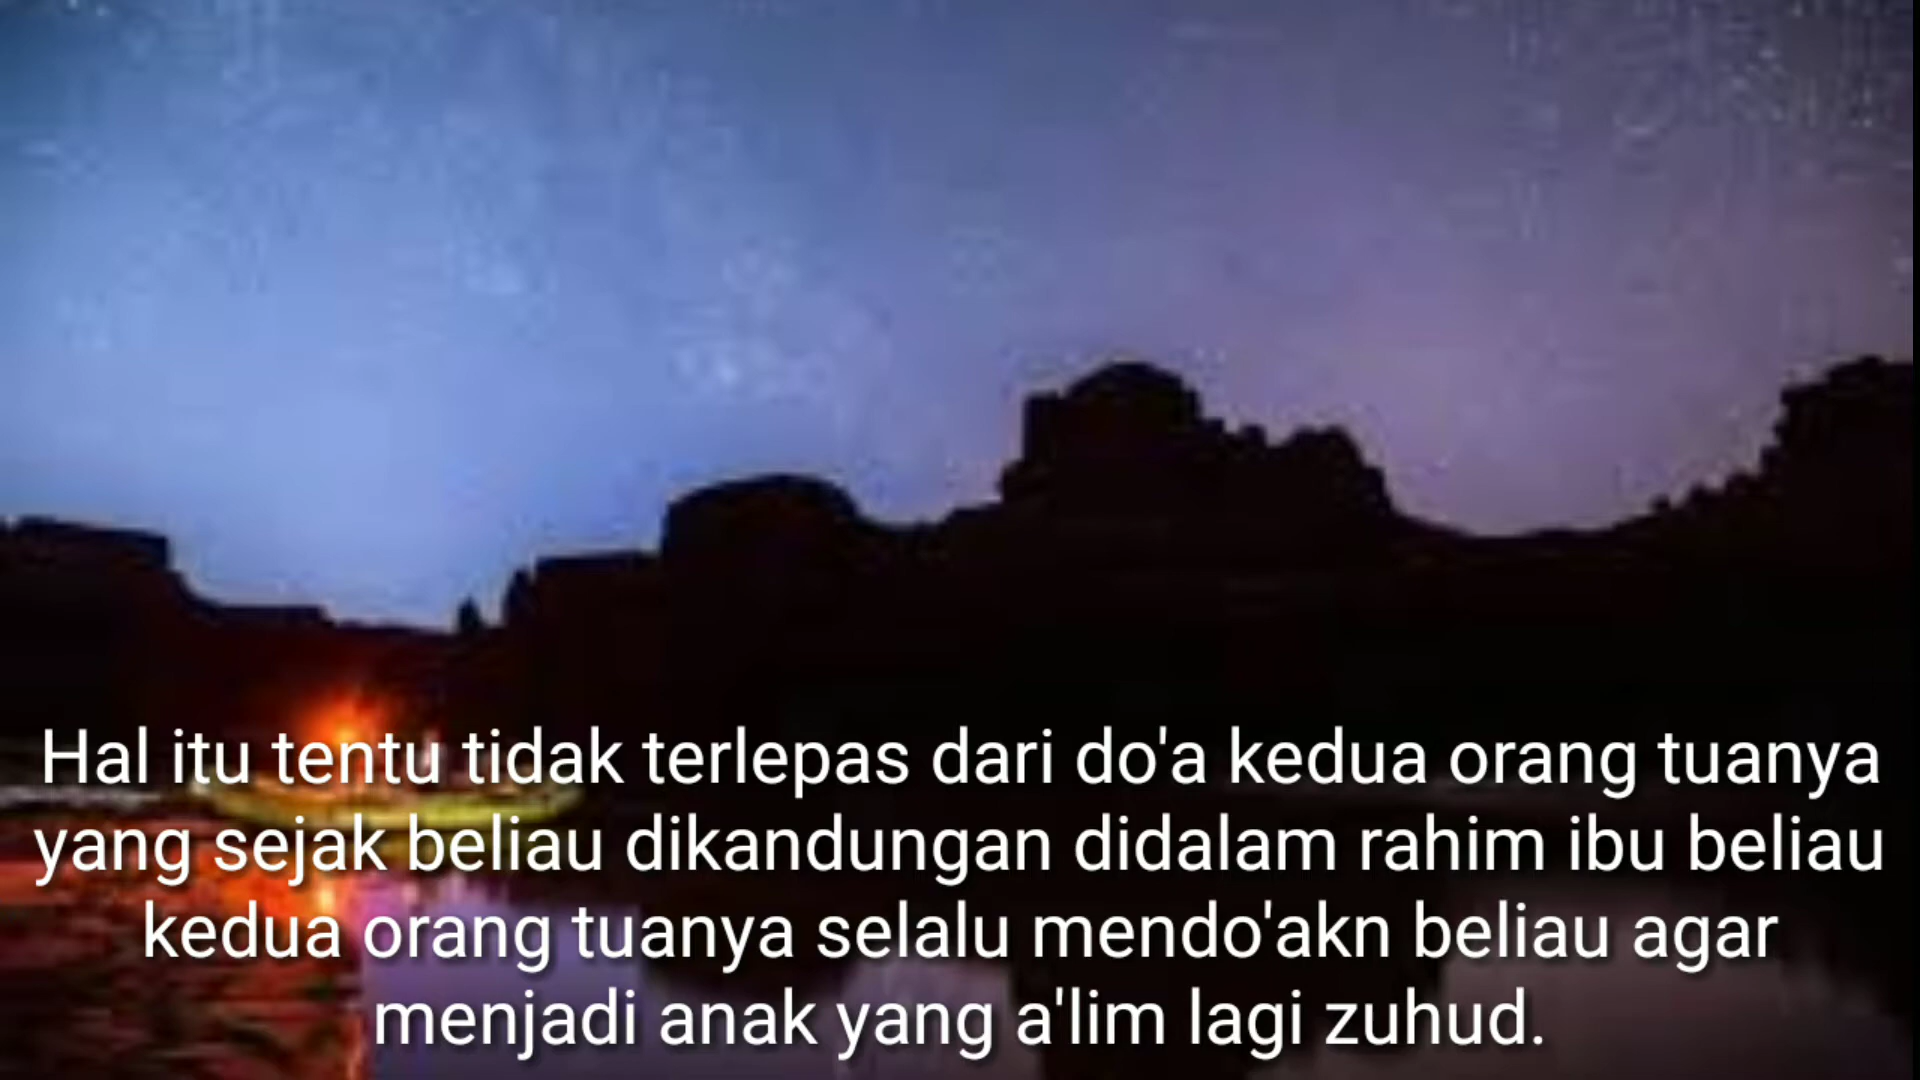 Hal itu tentu tidak terlepas dari do'a kedua orang tuanya
yang sejak beliau dikandungan didalam rahim ibu beliau
kedua orang tuanya selalu mendo'akn beliau agar
menjadi anak yang a'lim lagi zuhud.